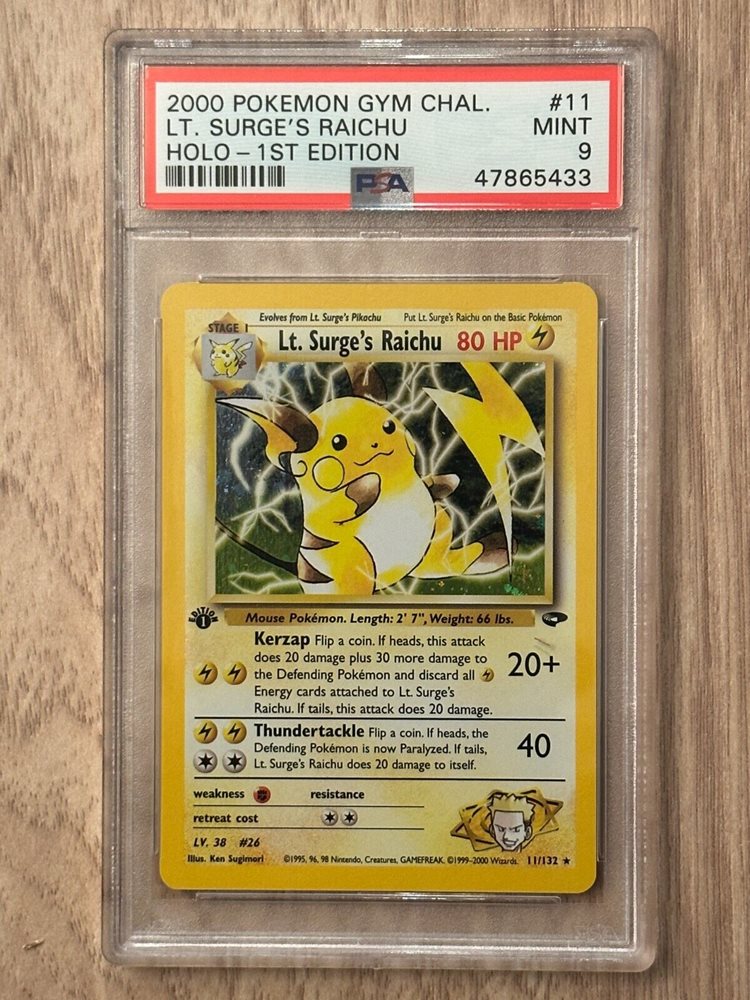 2000 POKEMON GYM CHAL. #11
LT. SURGE'S RAICHU MINT
HOLO – 1ST EDITION 9
PSA 47865433
Evolves from Lt. Surge's Pikachu Put Lt. Surge's Raichu on the Basic Pokémon
STAGE 1
Lt. Surge's Raichu 80 HP
EDITION 1
Mouse Pokémon. Length: 2' 7", Weight: 66 lbs.
Kerzap Flip a coin. If heads, this attack
does 20 damage plus 30 more damage to
the Defending Pokémon and discard all
Energy cards attached to Lt. Surge's
Raichu. If tails, this attack does 20 damage.
20+
Thundertackle Flip a coin. If heads, the
Defending Pokémon is now Paralyzed. If tails,
Lt. Surge's Raichu does 20 damage to itself.
40
weakness resistance
retreat cost
LV. 38 #26
Illus. Ken Sugimori ©1995, 96, 98 Nintendo, Creatures, GAMEFREAK. ©1999-2000 Wizards. 11/132 ★